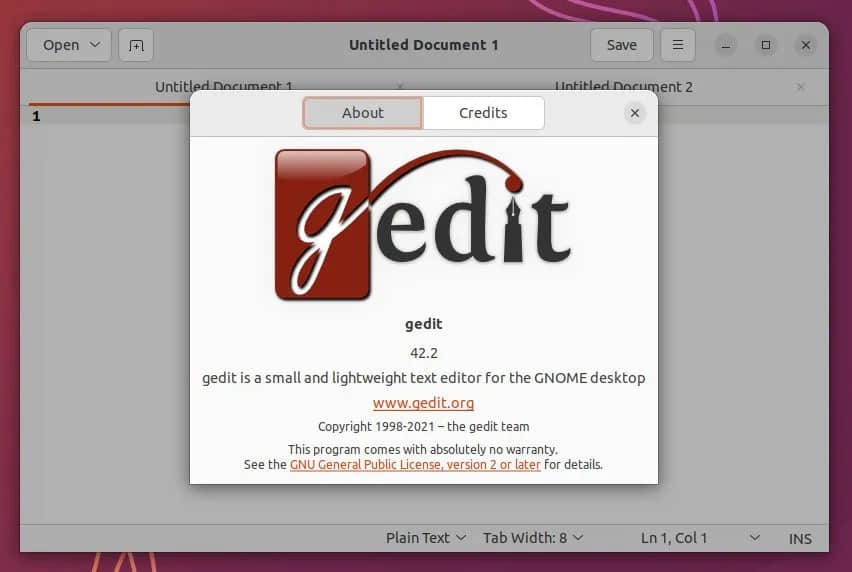 Open
Untitled Document 1
Save
Untitled Document 1
Untitled Document 2
1
About
Credits
gedit
gedit
42.2
gedit is a small and lightweight text editor for the GNOME desktop
www.gedit.org
Copyright 1998-2021 – the gedit team
This program comes with absolutely no warranty.
See the GNU General Public License, version 2 or later for details.
Plain Text
Tab Width: 8
Ln 1, Col 1
INS